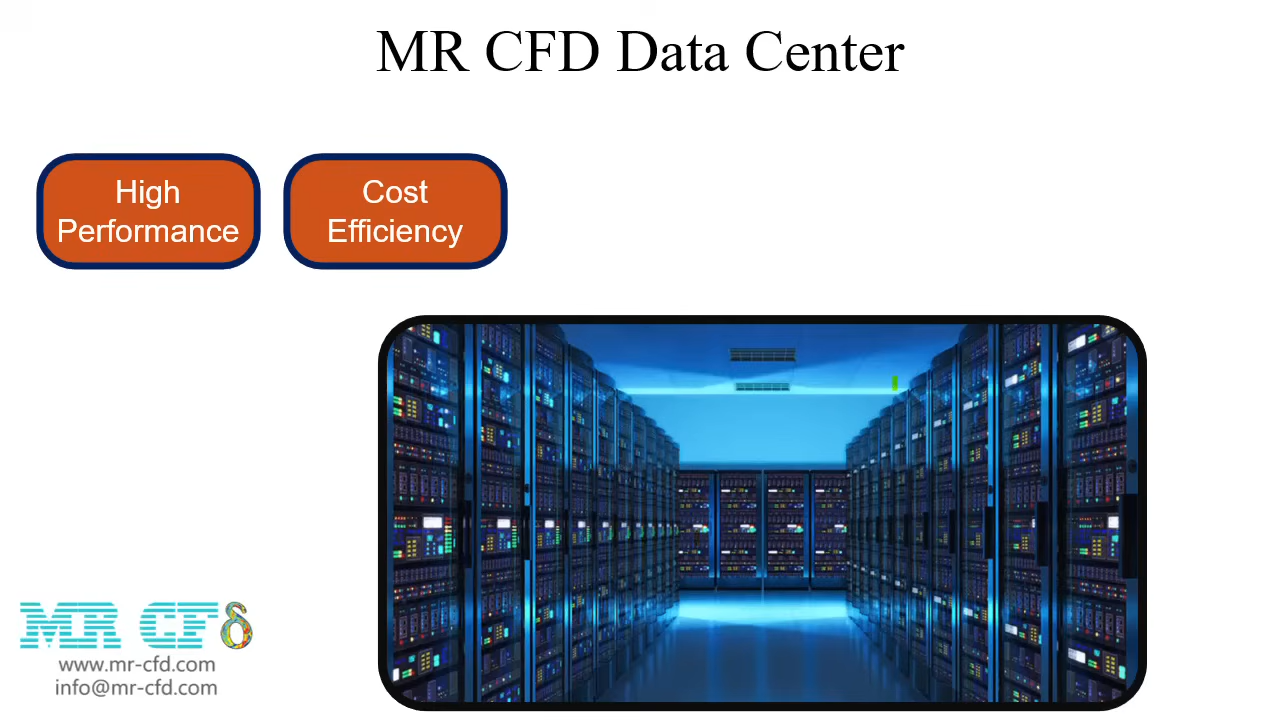 MR CFD Data Center
High
Performance
Cost
Efficiency
MR CFδ
www.mr-cfd.com
info@mr-cfd.com